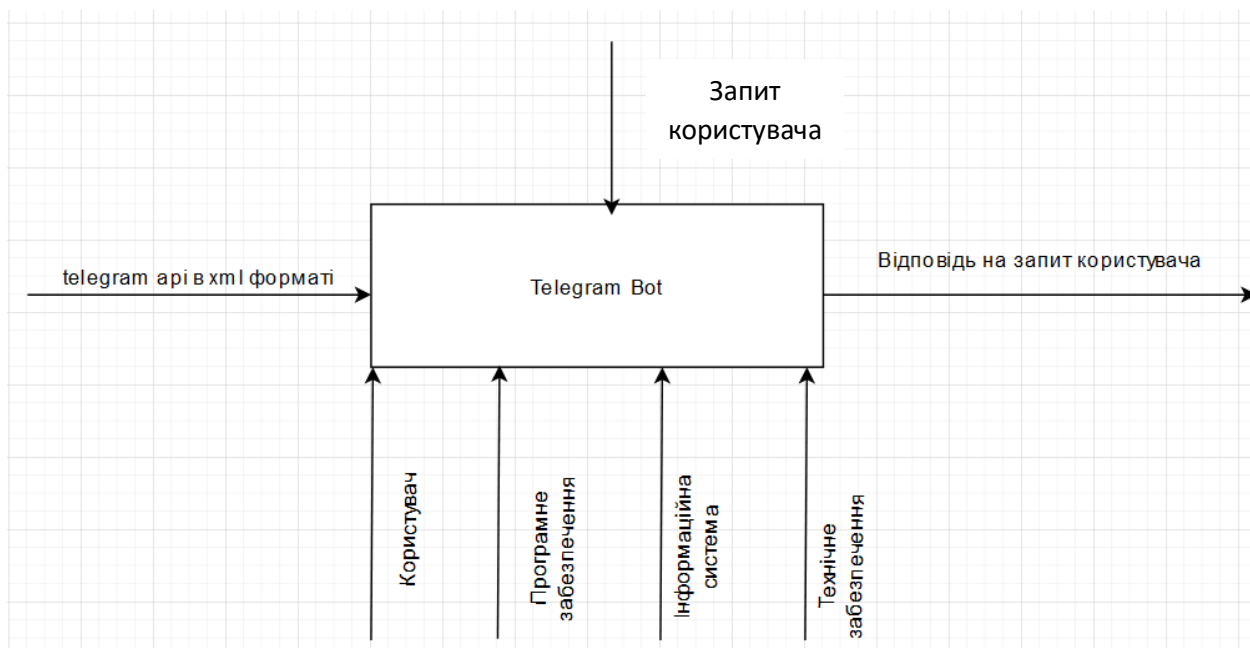 Запит
користувача
telegram api в xml форматі
Telegram Bot
Відповідь на запит користувача
Користувач
Програмне
забезпечення
Інформаційна
система
Технічне
забезпечення